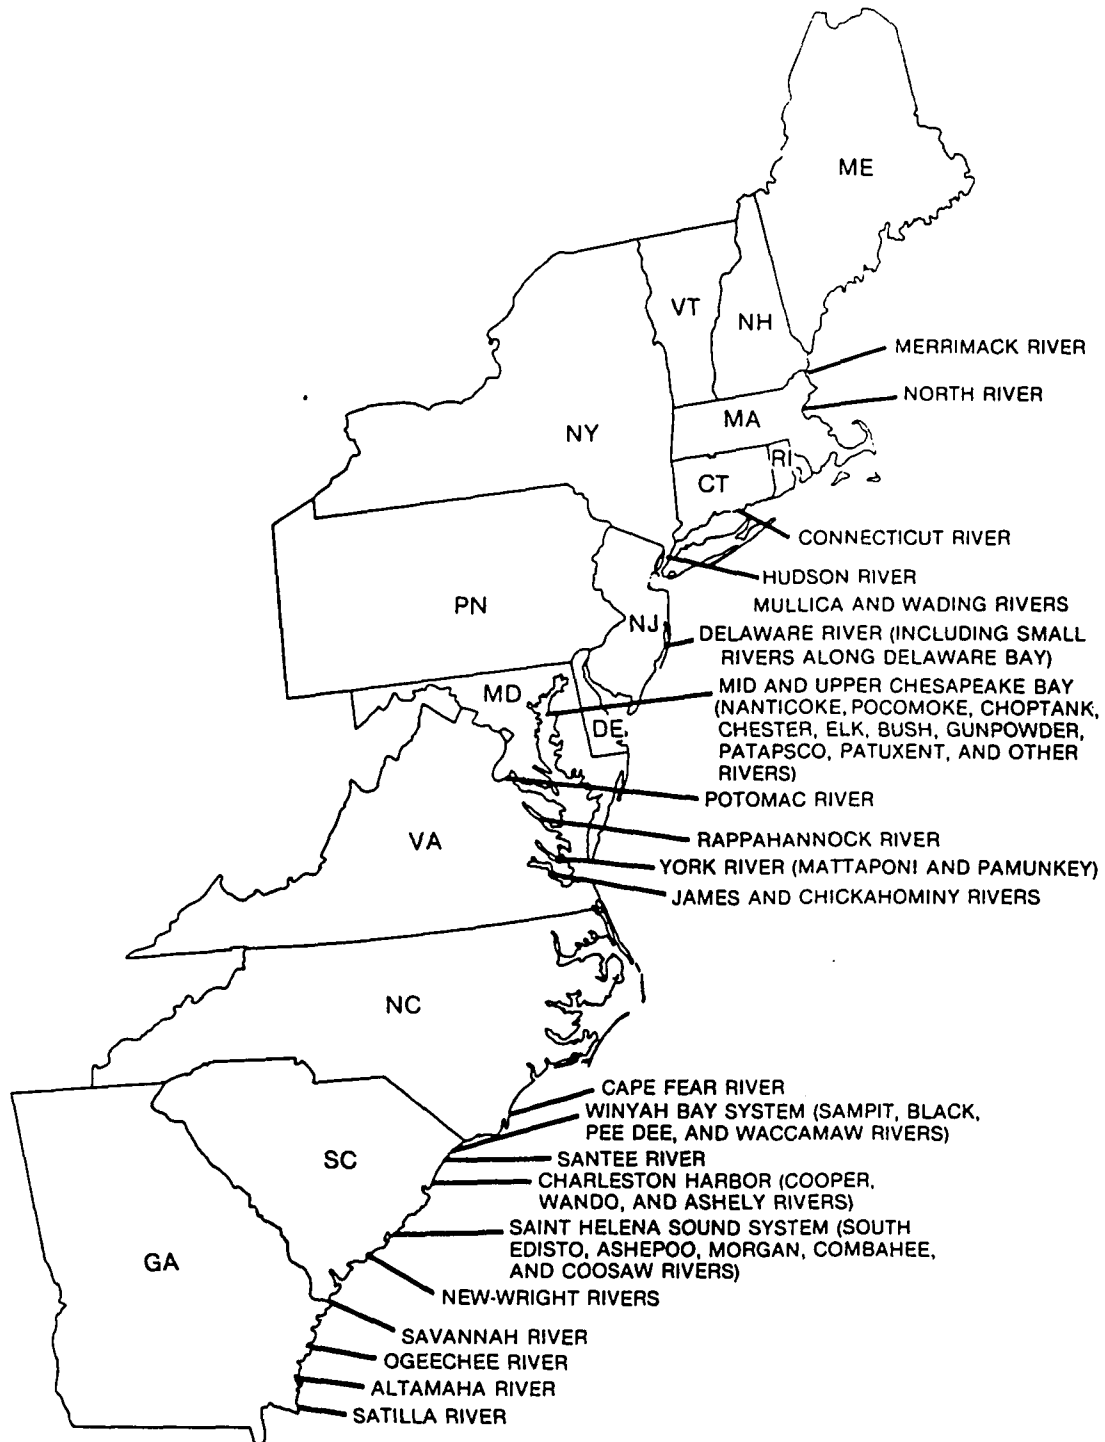 ME
VT
NH
MERRIMACK RIVER
NORTH RIVER
MA
NY
RI
CT
CONNECTICUT RIVER
HUDSON RIVER
MULLICA AND WADING RIVERS
PN
NJ
DELAWARE RIVER (INCLUDING SMALL
RIVERS ALONG DELAWARE BAY)
MD
MID AND UPPER CHESAPEAKE BAY
(NANTICOKE, POCOMOKE, CHOPTANK,
DE
CHESTER, ELK, BUSH, GUNPOWDER,
PATAPSCO, PATUXENT, AND OTHER
RIVERS)
POTOMAC RIVER
VA
RAPPAHANNOCK RIVER
YORK RIVER (MATTAPONI AND PAMUNKEY)
JAMES AND CHICKAHOMINY RIVERS
NC
CAPE FEAR RIVER
WINYAH BAY SYSTEM (SAMPIT, BLACK,
PEE DEE, AND WACCAMAW RIVERS)
SC
SANTEE RIVER
CHARLESTON HARBOR (COOPER,
WANDO, AND ASHELY RIVERS)
SAINT HELENA SOUND SYSTEM (SOUTH
EDISTO, ASHEPOO, MORGAN, COMBAHEE,
AND COOSAW RIVERS)
GA
NEW-WRIGHT RIVERS
SAVANNAH RIVER
OGEECHEE RIVER
ALTAMAHA RIVER
SATILLA RIVER